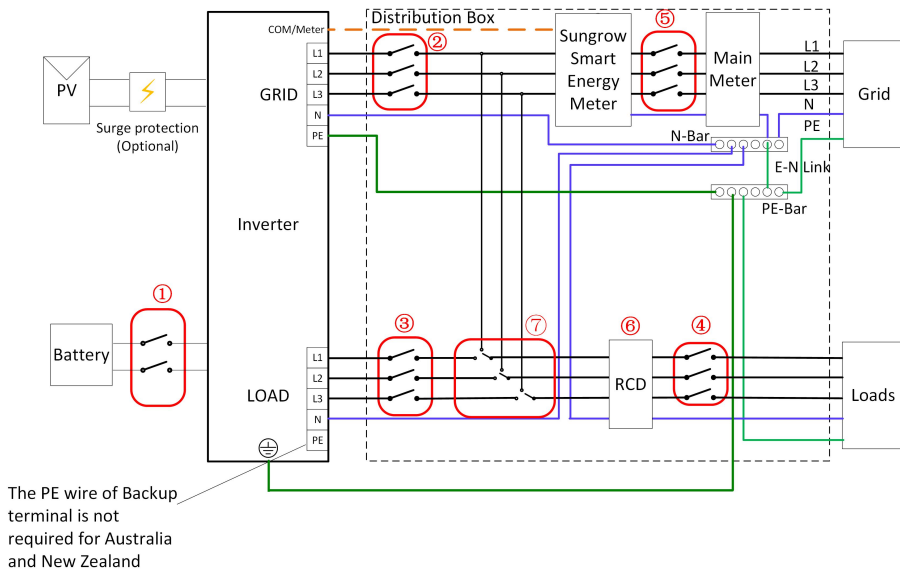 Distribution Box
COM/Meter
②
⑤
L1
L2
L3
N
PE
GRID
PV
Surge protection
(Optional)
Sungrow
Smart
Energy
Meter
Main
Meter
L1
L2
L3
N
PE
Grid
N-Bar
E-N Link
PE-Bar
Inverter
①
Battery
③
⑦
⑥
④
L1
L2
L3
N
PE
LOAD
RCD
Loads
The PE wire of Backup
terminal is not
required for Australia
and New Zealand